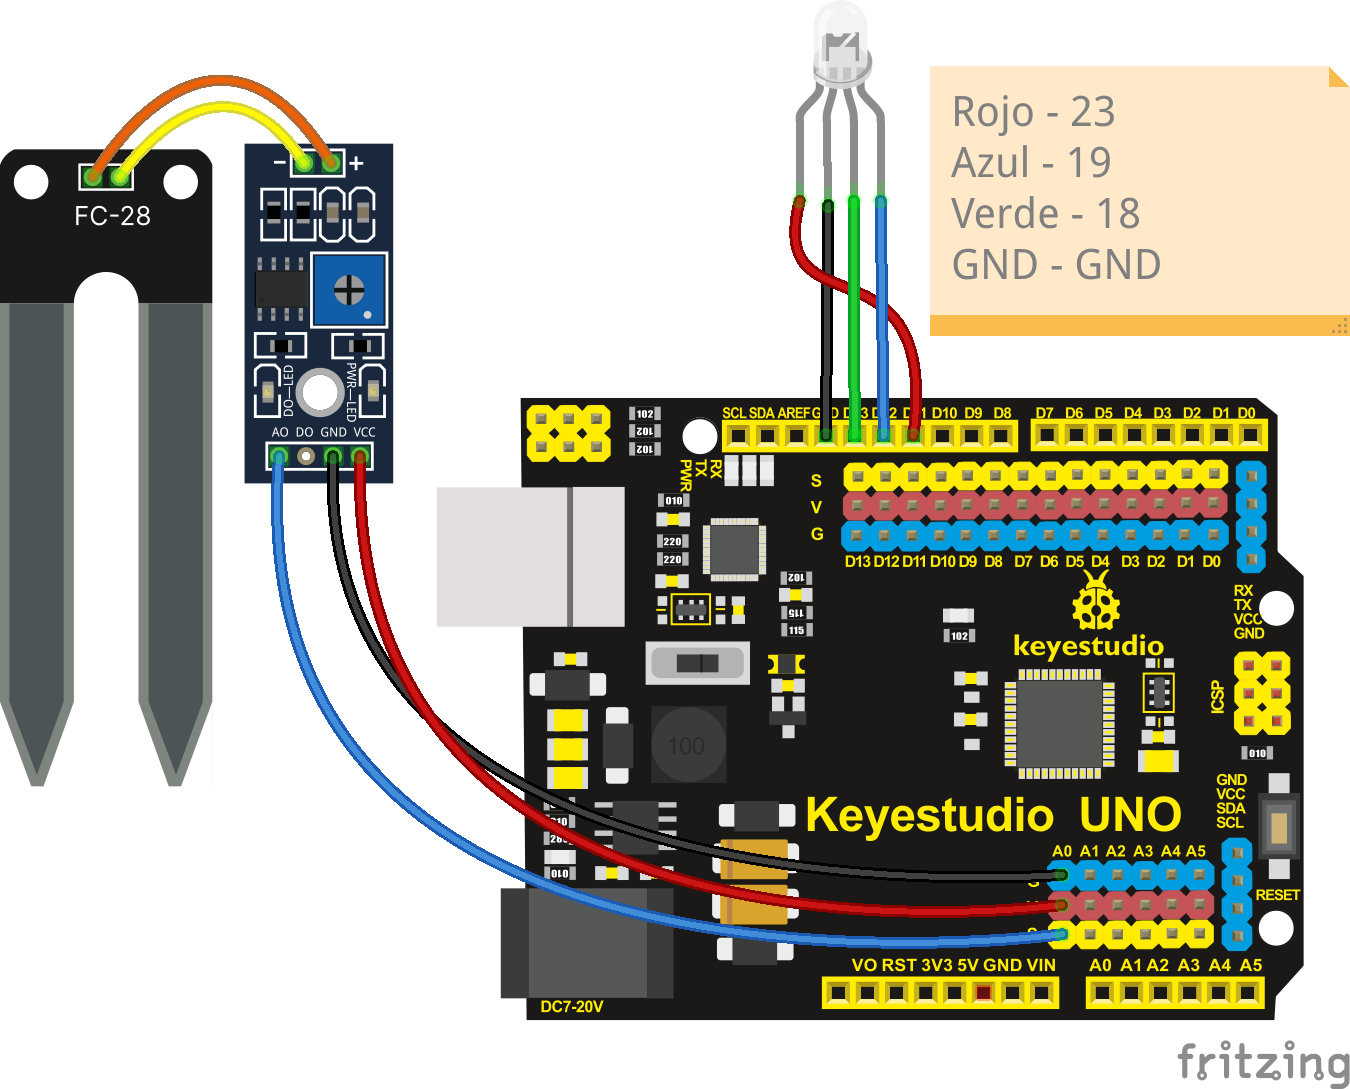 Rojo - 23
Azul - 19
Verde - 18
GND - GND
FC-28
- +
DO-LED
PWR-LED
AO DO GND VCC
SCL SDA AREF GND D13 D12 D11 D10 D9 D8
D7 D6 D5 D4 D3 D2 D1 D0
102
102
102
RX
TX
PWR
S
V
G
D13 D12 D11 D10 D9 D8 D7 D6 D5 D4 D3 D2 D1 D0
010
220
220
102
115
115
102
RX
TX
VCC
GND
keyestudio
ICSP
100
010
GND
VCC
SDA
SCL
Keyestudio UNO
A0 A1 A2 A3 A4 A5
G
S
010
RESET
VO RST 3V3 5V GND VIN
A0 A1 A2 A3 A4 A5
DC7-20V
fritzing